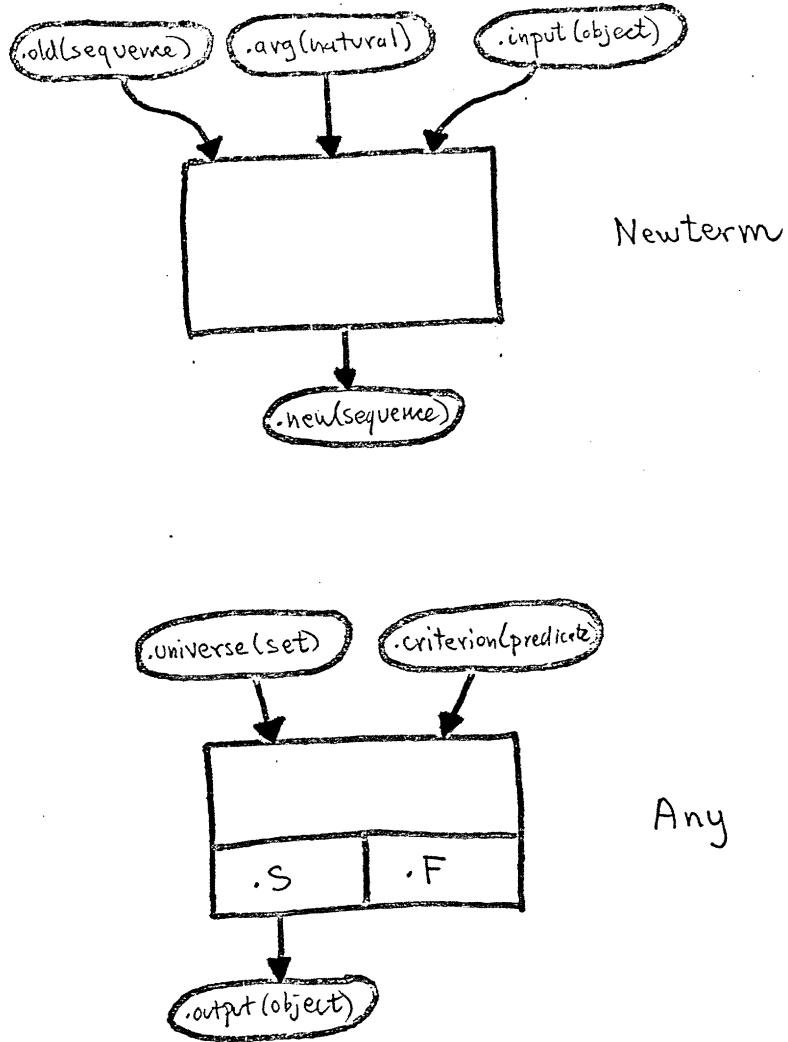 .old(sequence) .arg(natural) .input(object)
Newterm
.new(sequence)
.universe(set) .criterion(predicate)
Any
.S .F
.output(object)